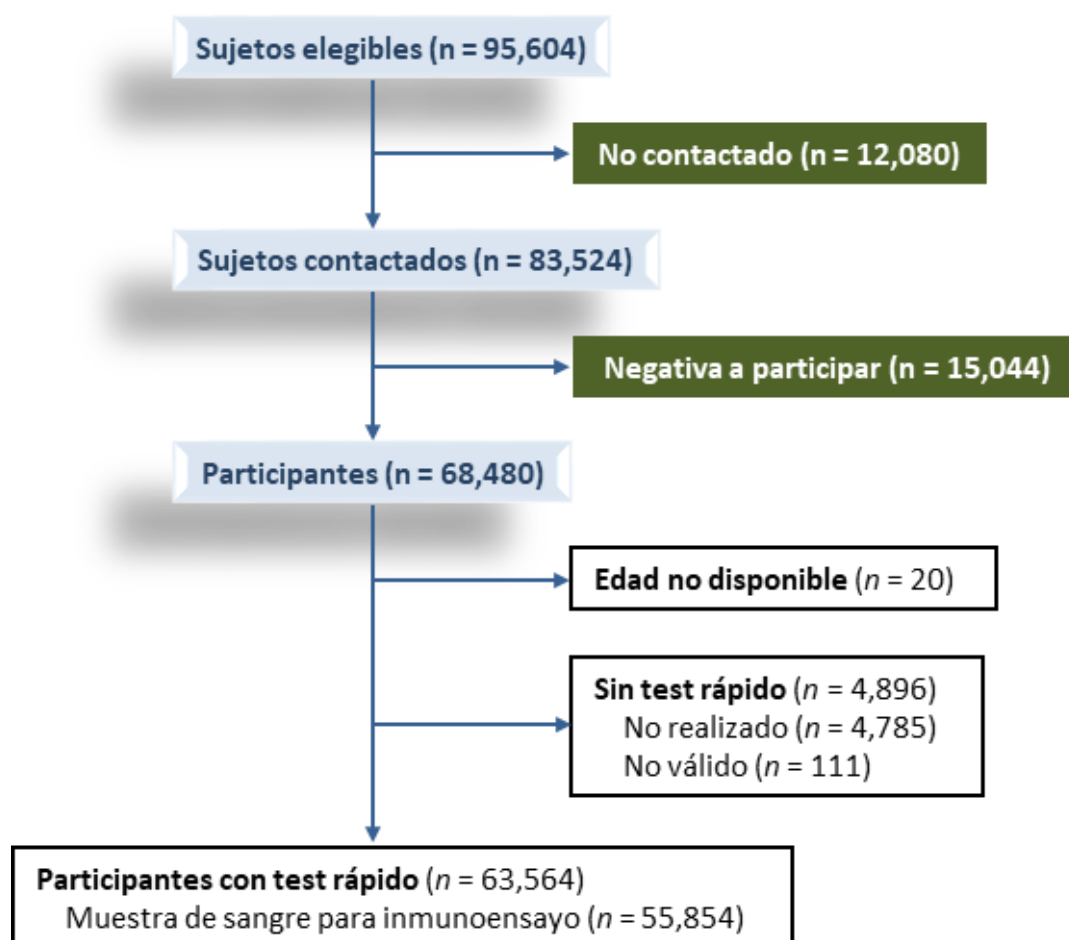 Sujetos elegibles (n = 95,604)
No contactado (n = 12,080)
Sujetos contactados (n = 83,524)
Negativa a participar (n = 15,044)
Participantes (n = 68,480)
Edad no disponible (n = 20)
Sin test rápido (n = 4,896)
No realizado (n = 4,785)
No válido (n = 111)
Participantes con test rápido (n = 63,564)
Muestra de sangre para inmunoensayo (n = 55,854)